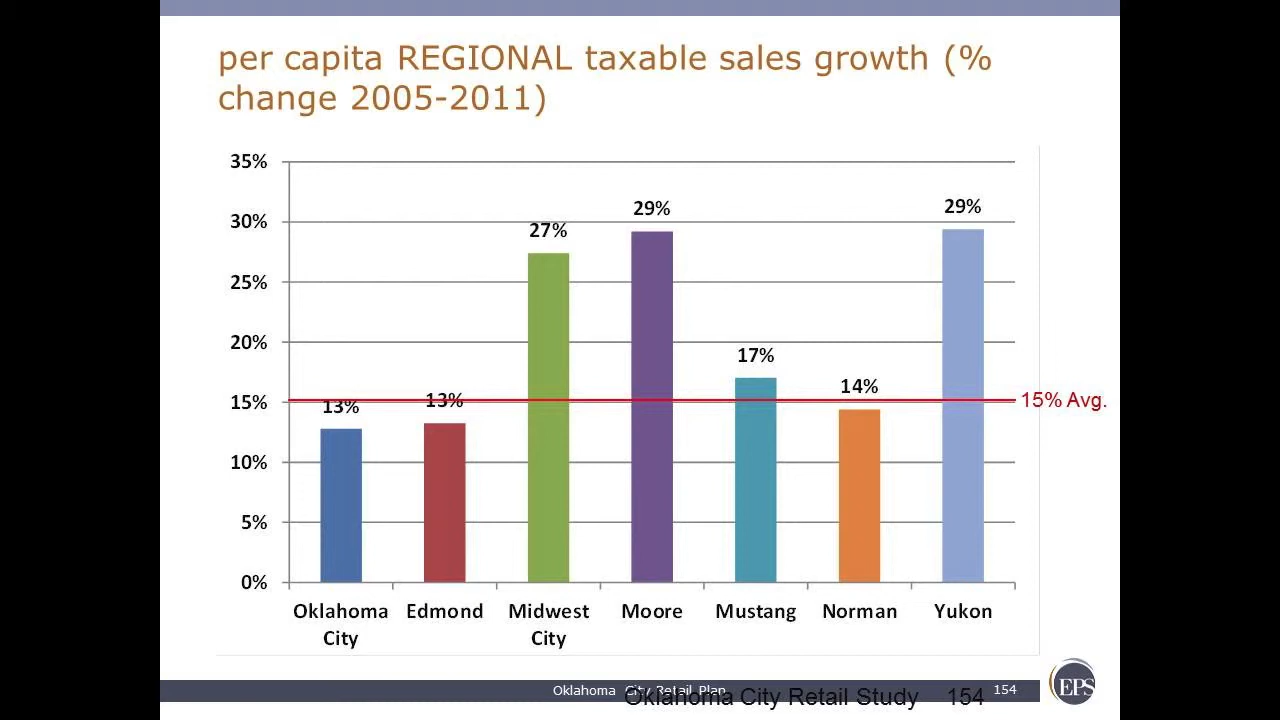 per capita REGIONAL taxable sales growth (%
change 2005-2011)
35%
30%
25%
20%
15%
10%
5%
0%
13%
13%
27%
29%
17%
14%
29%
15% Avg.
Oklahoma
City
Edmond
Midwest
City
Moore
Mustang
Norman
Yukon
Oklahoma City Retail Plan
154
Oklahoma City Retail Study 154
EPS